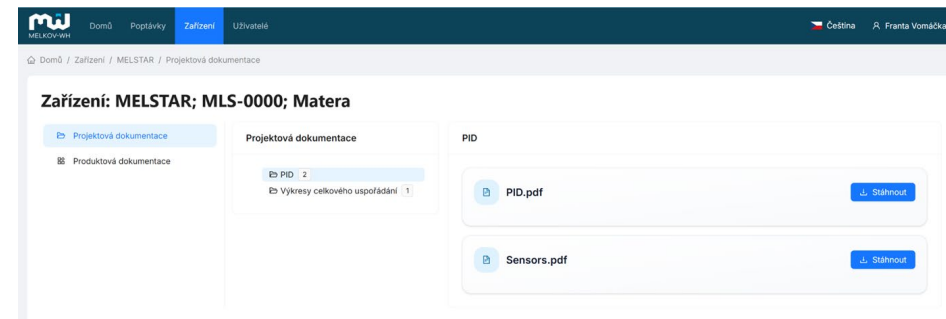 MW
MELKOV-WH
Domů Poptávky Zařízení Uživatelé
Čeština Franta Vomáčka
Domů / Zařízení / MELSTAR / Projektová dokumentace
Zařízení: MELSTAR; MLS-0000; Matera
Projektová dokumentace
Produktová dokumentace
Projektová dokumentace
PID 2
Výkresy celkového uspořádání 1
PID
PID.pdf Stáhnout
Sensors.pdf Stáhnout